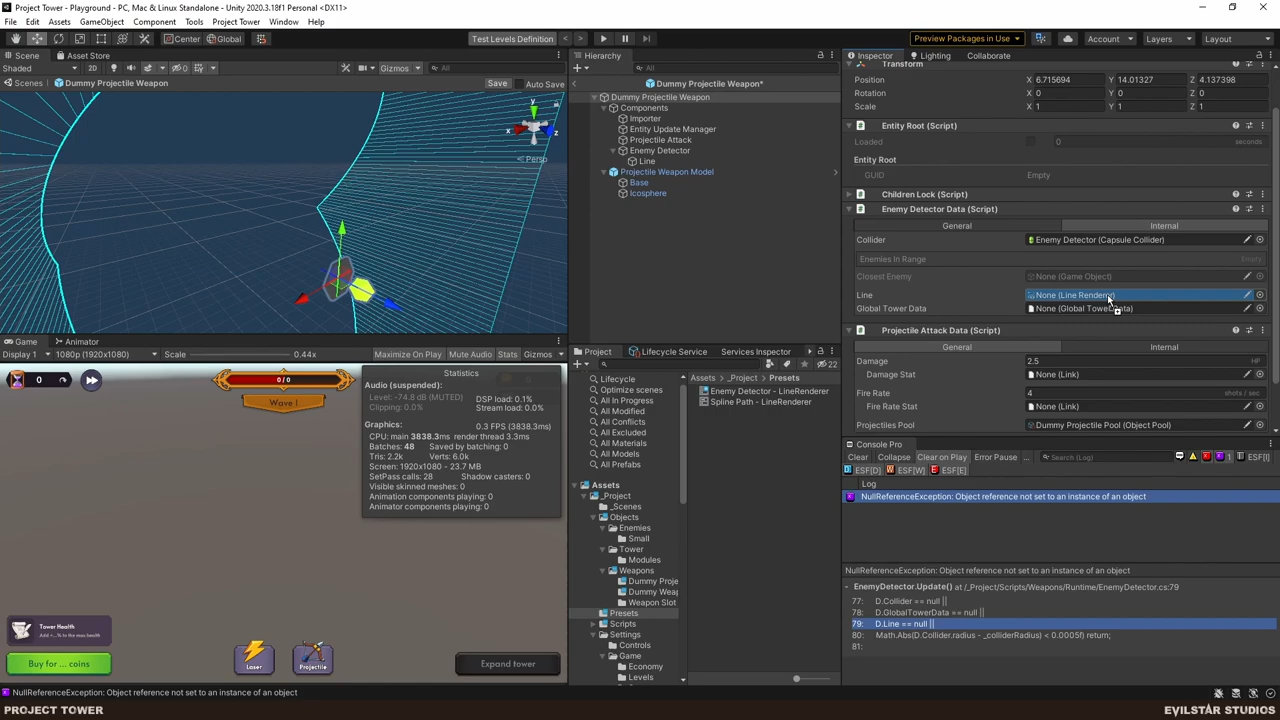 Project Tower - Playground - PC, Mac & Linux Standalone - Unity 2020.3.18f1 Personal <DX11>
File Edit Assets GameObject Component Tools Project Tower Window Help
Center Global Test Levels Definition Preview Packages in Use Account Layers Layout
Scene Asset Store
Shaded 2D 0 Gizmos All
Scenes Dummy Projectile Weapon Save Auto Save
y
x
z
Persp
Game Animator
Display 1 1080p (1920x1080) Scale 0.44x Maximize On Play Mute Audio Stats Gizmos
0
0 / 0
Wave I
Statistics
Audio (suspended):
Level: -74.8 dB (MUTED) DSP load: 0.1%
Clipping: 0.0% Stream load: 0.0%
Graphics: 0.3 FPS (3838.3ms)
CPU: main 3838.3ms render thread 3.3ms
Batches: 48 Saved by batching: 0
Tris: 2.2k Verts: 6.0k
Screen: 1920x1080 - 23.7 MB
SetPass calls: 28 Shadow casters: 0
Visible skinned meshes: 0
Animation components playing: 0
Animator components playing: 0
Tower Health
Buy for ... coins
Laser
Projectile
Expand tower
Hierarchy
All
Dummy Projectile Weapon*
Dummy Projectile Weapon
Components
Importer
Entity Update Manager
Projectile Attack
Enemy Detector
Line
Projectile Weapon Model
Base
Icosphere
Project Lifecycle Service Services Inspector
22
Lifecycle
Optimize scenes
All In Progress
All Modified
All Conflicts
All Excluded
All Materials
All Models
All Prefabs
Assets
_Project
_Scenes
Objects
Enemies
Small
Tower
Modules
Weapons
Dummy Proje
Dummy Weap
Weapon Slot
Presets
Scripts
Settings
Controls
Game
Economy
Levels
Assets > _Project > Presets
Enemy Detector - LineRenderer
Spline Path - LineRenderer
Inspector Lighting Collaborate
Transform
Position X 6.715694 Y 14.01327 Z 4.137398
Rotation X 0 Y 0 Z 0
Scale X 1 Y 1 Z 1
Entity Root (Script)
Loaded 0 seconds
Entity Root
GUID Empty
Children Lock (Script)
Enemy Detector Data (Script)
General Internal
Collider Enemy Detector (Capsule Collider)
Enemies In Range Empty
Closest Enemy None (Game Object)
Line None (Line Renderer)
Global Tower Data None (Global Tower Data)
Projectile Attack Data (Script)
General Internal
Damage 2.5 HP
Damage Stat None (Link)
Fire Rate 4 shots / sec
Fire Rate Stat None (Link)
Projectiles Pool Dummy Projectile Pool (Object Pool)
Console Pro
Clear Collapse Clear on Play Error Pause ... Search (Log) 1 ESF[I]
ESF[D] ESF[W] ESF[E]
Log
NullReferenceException: Object reference not set to an instance of an object
NullReferenceException: Object reference not set to an instance of an object
EnemyDetector.Update() at /_Project/Scripts/Weapons/Runtime/EnemyDetector.cs:79
77: D.Collider == null ||
78: D.GlobalTowerData == null ||
79: D.Line == null ||
80: Math.Abs(D.Collider.radius - _colliderRadius) < 0.0005f) return;
81:
NullReferenceException: Object reference not set to an instance of an object
PROJECT TOWER EVILSTAR STUDIOS